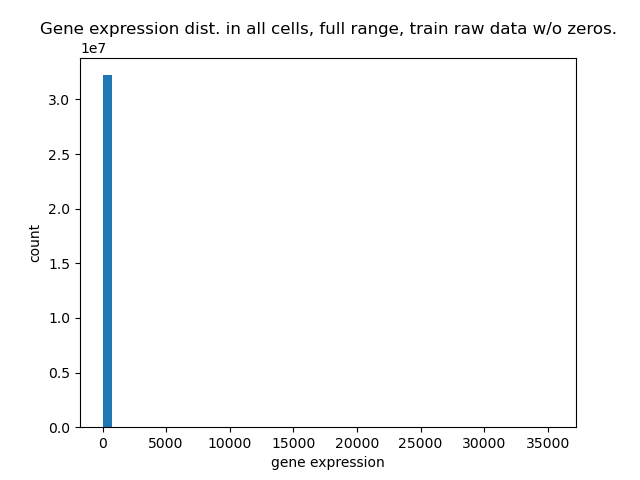 Gene expression dist. in all cells, full range, train raw data w/o zeros.
1e7
3.0
2.5
2.0
1.5
1.0
0.5
0.0
count
0 5000 10000 15000 20000 25000 30000 35000
gene expression